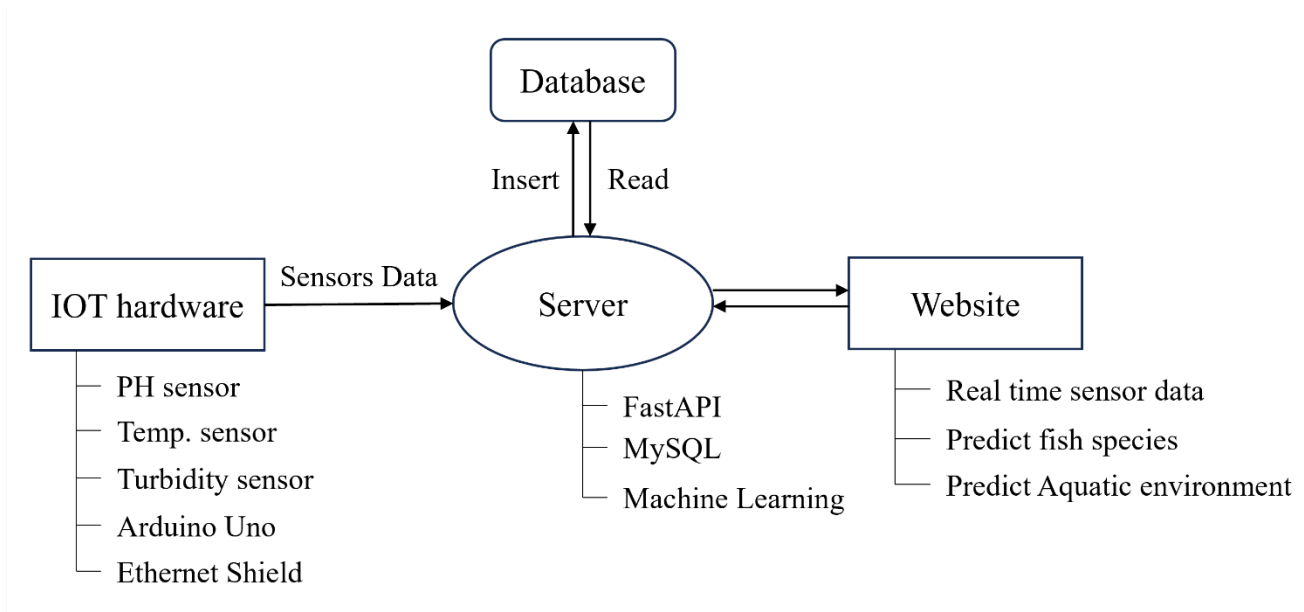 Database
Insert
Read
IOT hardware
Sensors Data
Server
Website
PH sensor
Temp. sensor
Turbidity sensor
Arduino Uno
Ethernet Shield
FastAPI
MySQL
Machine Learning
Real time sensor data
Predict fish species
Predict Aquatic environment